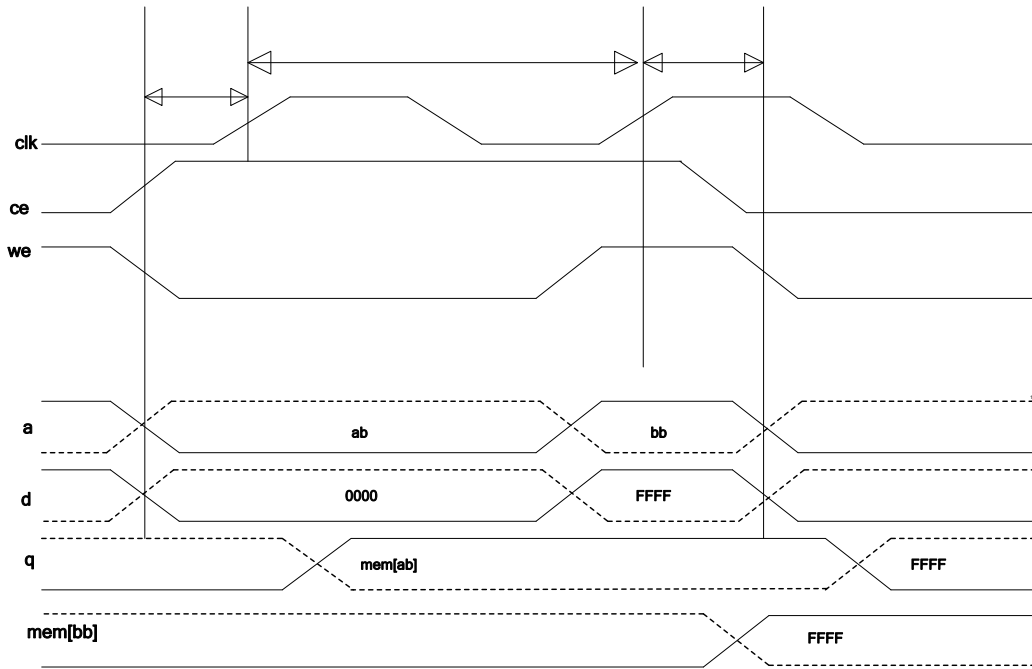 clk
ce
we
a ab bb
d 0000 FFFF
q mem[ab] FFFF
mem[bb] FFFF